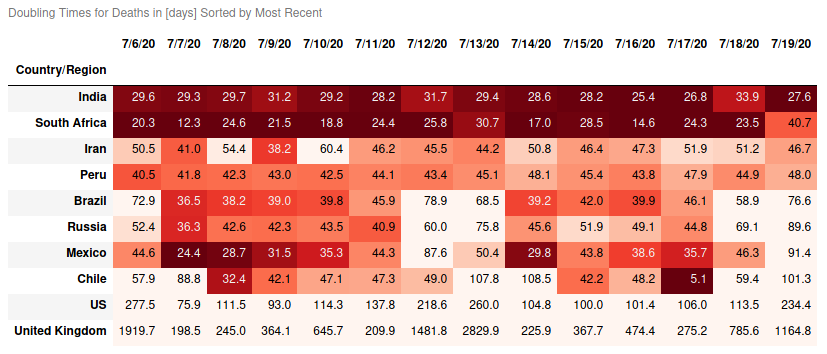 Doubling Times for Deaths in [days] Sorted by Most Recent
7/6/20 7/7/20 7/8/20 7/9/20 7/10/20 7/11/20 7/12/20 7/13/20 7/14/20 7/15/20 7/16/20 7/17/20 7/18/20 7/19/20
Country/Region
India 29.6 29.3 29.7 31.2 29.2 28.2 31.7 29.4 28.6 28.2 25.4 26.8 33.9 27.6
South Africa 20.3 12.3 24.6 21.5 18.8 24.4 25.8 30.7 17.0 28.5 14.6 24.3 23.5 40.7
Iran 50.5 41.0 54.4 38.2 60.4 46.2 45.5 44.2 50.8 46.4 47.3 51.9 51.2 46.7
Peru 40.5 41.8 42.3 43.0 42.5 44.1 43.4 45.1 48.1 45.4 43.8 47.9 44.9 48.0
Brazil 72.9 36.5 38.2 39.0 39.8 45.9 78.9 68.5 39.2 42.0 39.9 46.1 58.9 76.6
Russia 52.4 36.3 42.6 42.3 43.5 40.9 60.0 75.8 45.6 51.9 49.1 44.8 69.1 89.6
Mexico 44.6 24.4 28.7 31.5 35.3 44.3 87.6 50.4 29.8 43.8 38.6 35.7 46.3 91.4
Chile 57.9 88.8 32.4 42.1 47.1 47.3 49.0 107.8 108.5 42.2 48.2 5.1 59.4 101.3
US 277.5 75.9 111.5 93.0 114.3 137.8 218.6 260.0 104.8 100.0 101.4 106.0 113.5 234.4
United Kingdom 1919.7 198.5 245.0 364.1 645.7 209.9 1481.8 2829.9 225.9 367.7 474.4 275.2 785.6 1164.8